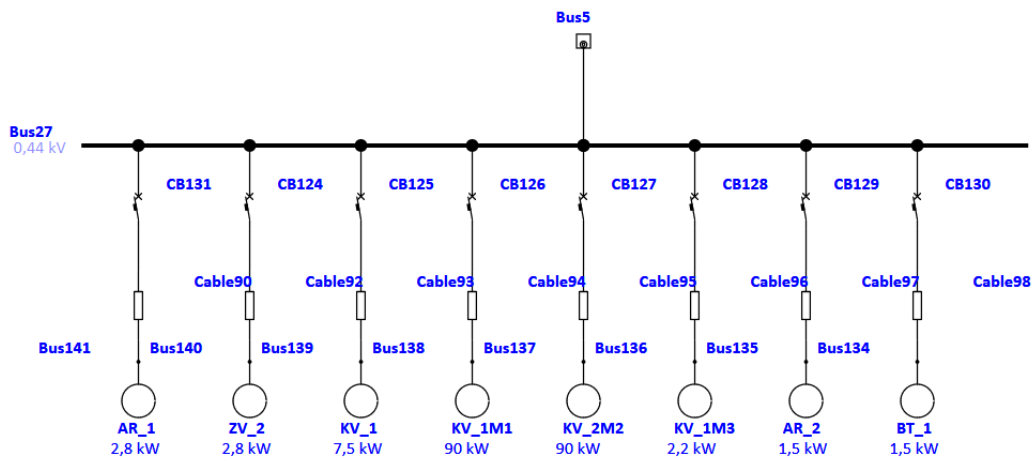 Bus5
Bus27
0,44 kV
CB131 CB124 CB125 CB126 CB127 CB128 CB129 CB130
Cable90 Cable92 Cable93 Cable94 Cable95 Cable96 Cable97 Cable98
Bus141 Bus140 Bus139 Bus138 Bus137 Bus136 Bus135 Bus134
AR_1 ZV_2 KV_1 KV_1M1 KV_2M2 KV_1M3 AR_2 BT_1
2,8 kW 2,8 kW 7,5 kW 90 kW 90 kW 2,2 kW 1,5 kW 1,5 kW